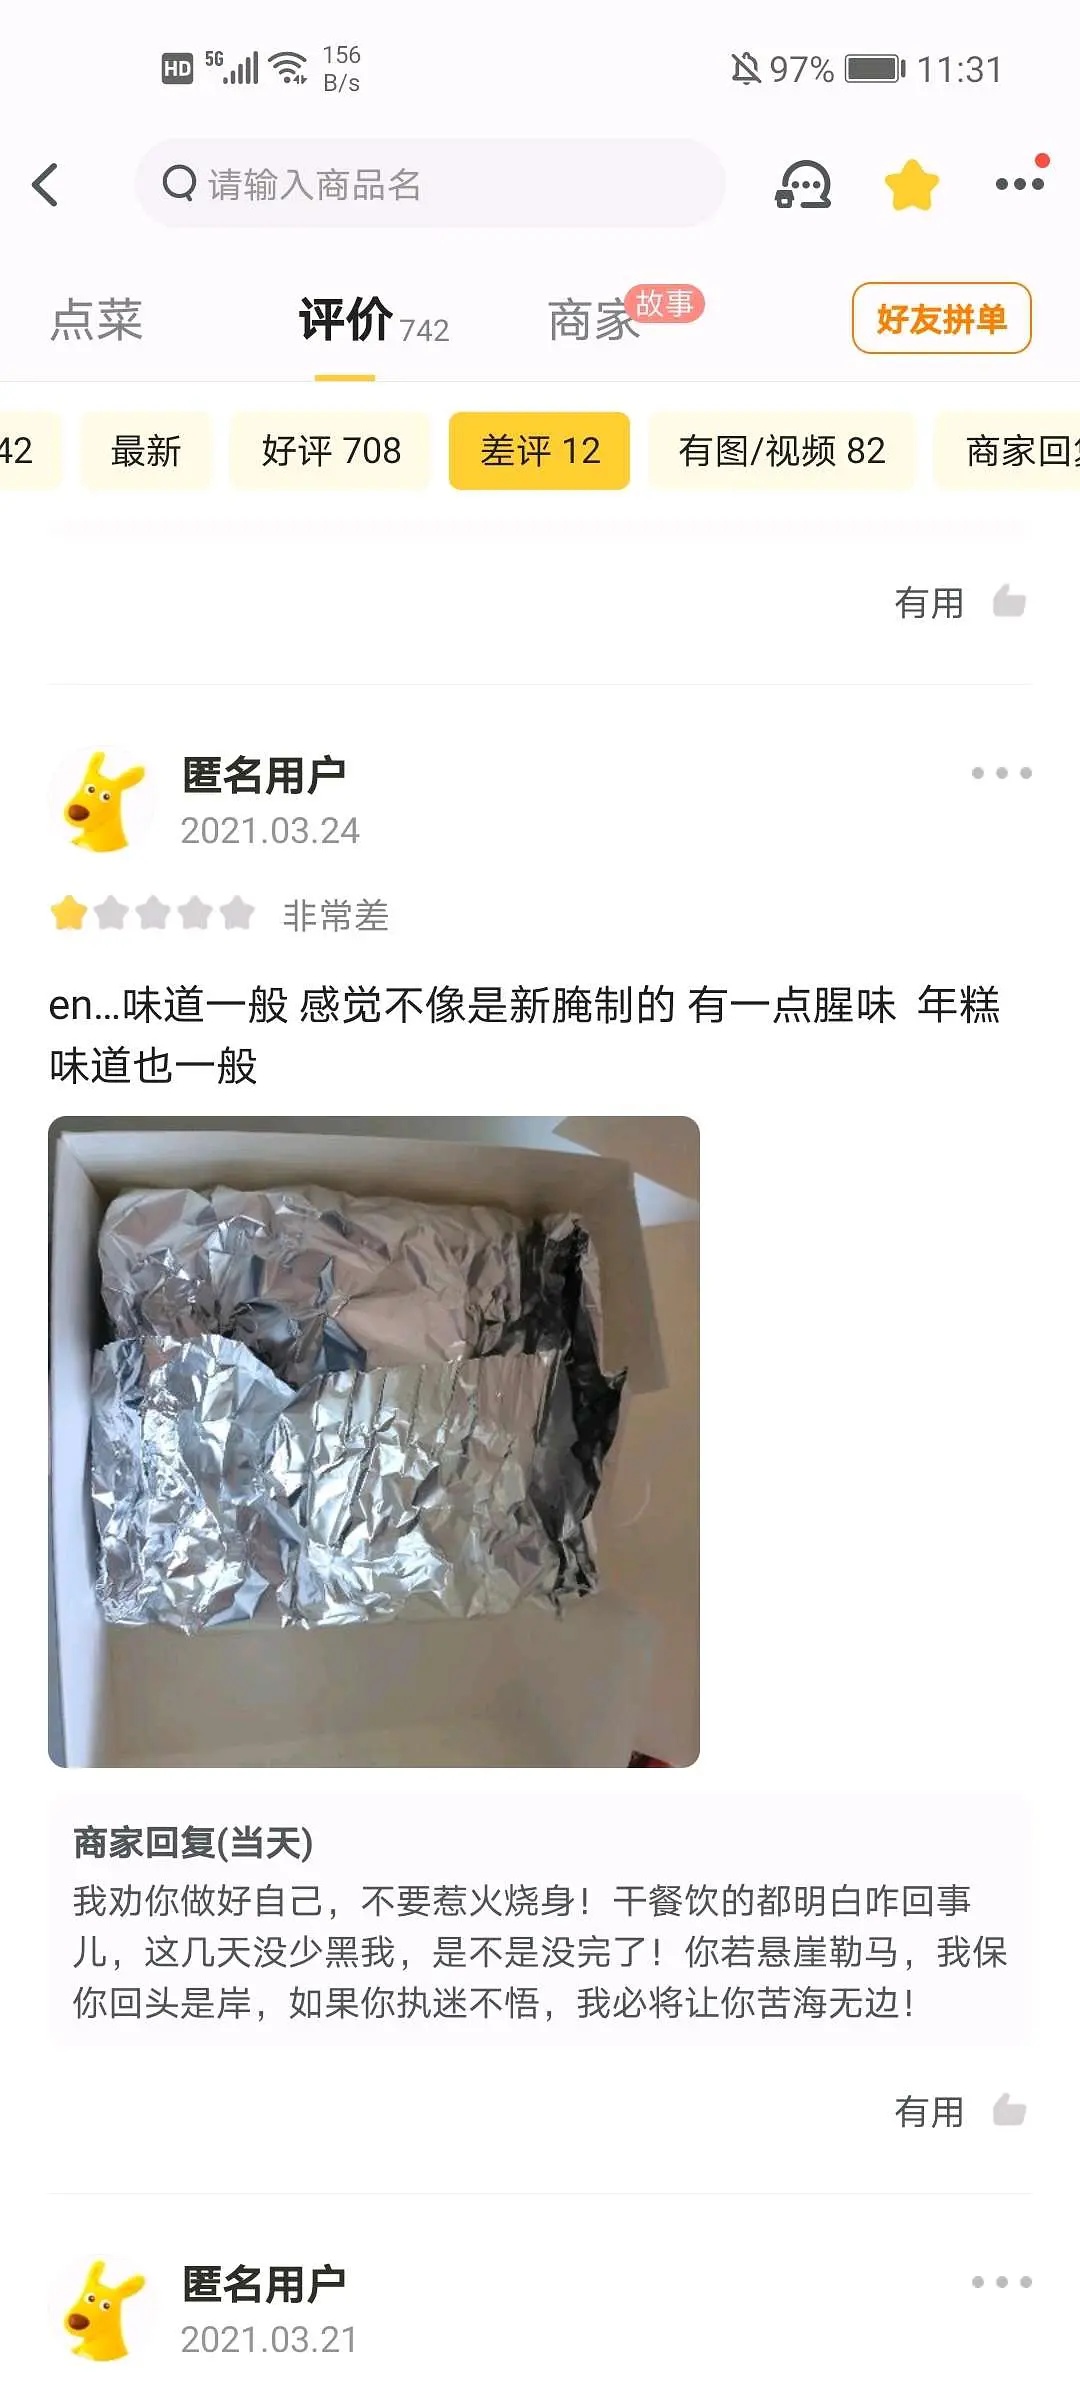 HD 5G 156 B/s 97% 11:31
请输入商品名
点菜 评价 742 商家 故事 好友拼单
42 最新 好评 708 差评 12 有图/视频 82 商家回
有用
匿名用户
2021.03.24
非常差
en...味道一般 感觉不像是新腌制的 有一点腥味 年糕
味道也一般
商家回复(当天)
我劝你做好自己，不要惹火烧身！干餐饮的都明白咋回事
儿，这几天没少黑我，是不是没完了！你若悬崖勒马，我保
你回头是岸，如果你执迷不悟，我必将让你苦海无边！
有用
匿名用户
2021.03.21